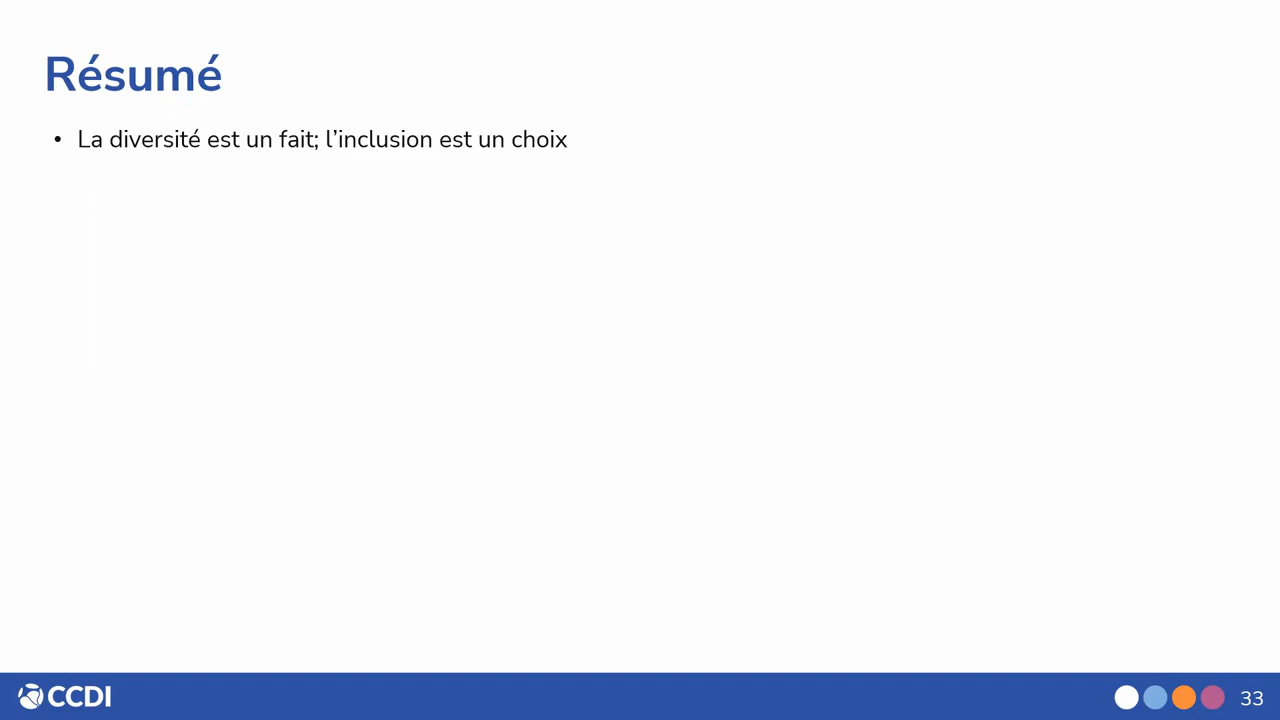 Résumé
• La diversité est un fait; l’inclusion est un choix
CCDI
33